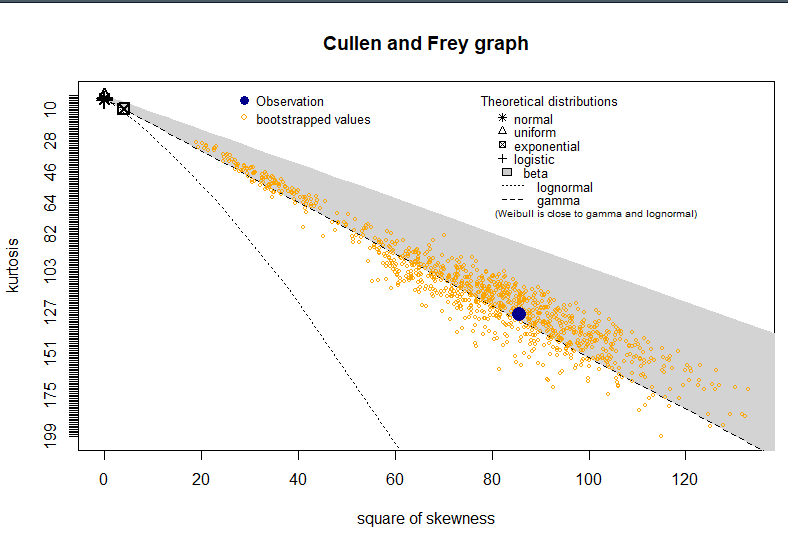 Cullen and Frey graph
Observation
bootstrapped values
Theoretical distributions
normal
uniform
exponential
logistic
beta
lognormal
gamma
(Weibull is close to gamma and lognormal)
kurtosis
10
28
46
64
82
103
127
151
175
199
0
20
40
60
80
100
120
square of skewness